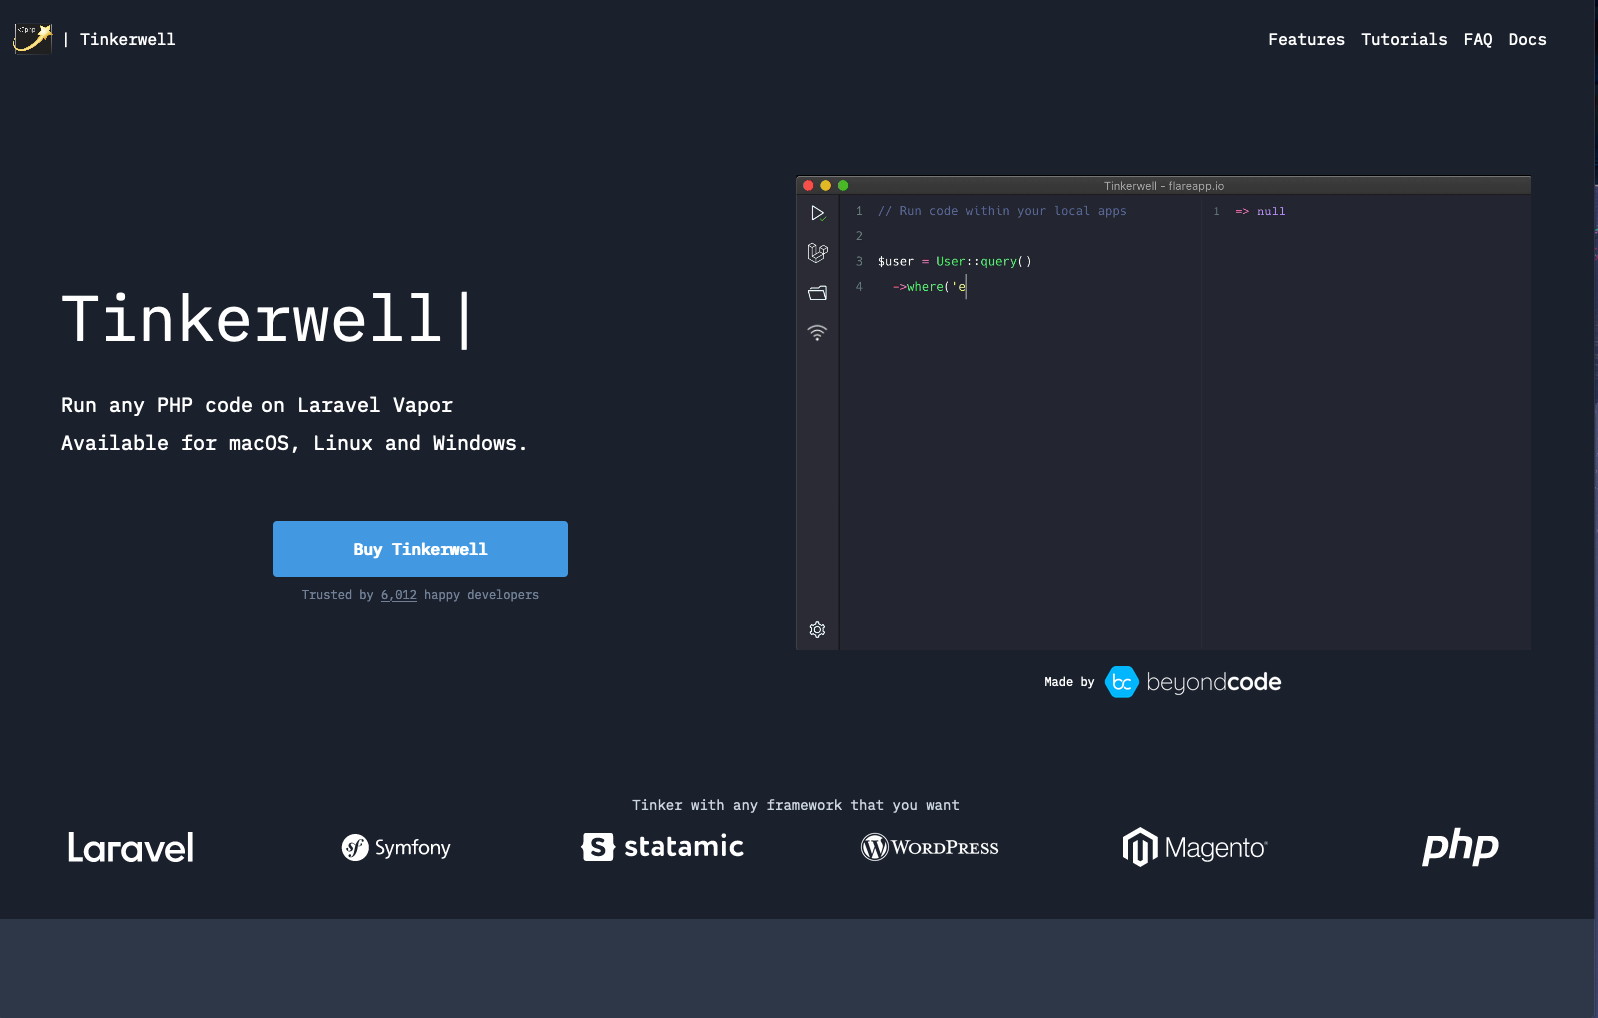 <?php
| Tinkerwell
Features Tutorials FAQ Docs
Tinkerwell|
Run any PHP code on Laravel Vapor
Available for macOS, Linux and Windows.
Buy Tinkerwell
Trusted by 6,012 happy developers
Tinkerwell - flareapp.io
1 // Run code within your local apps
2
3 $user = User::query()
4 ->where('e
1 => null
Made by bc beyondcode
Tinker with any framework that you want
Laravel
sf Symfony
S statamic
W WORDPRESS
Magento
php